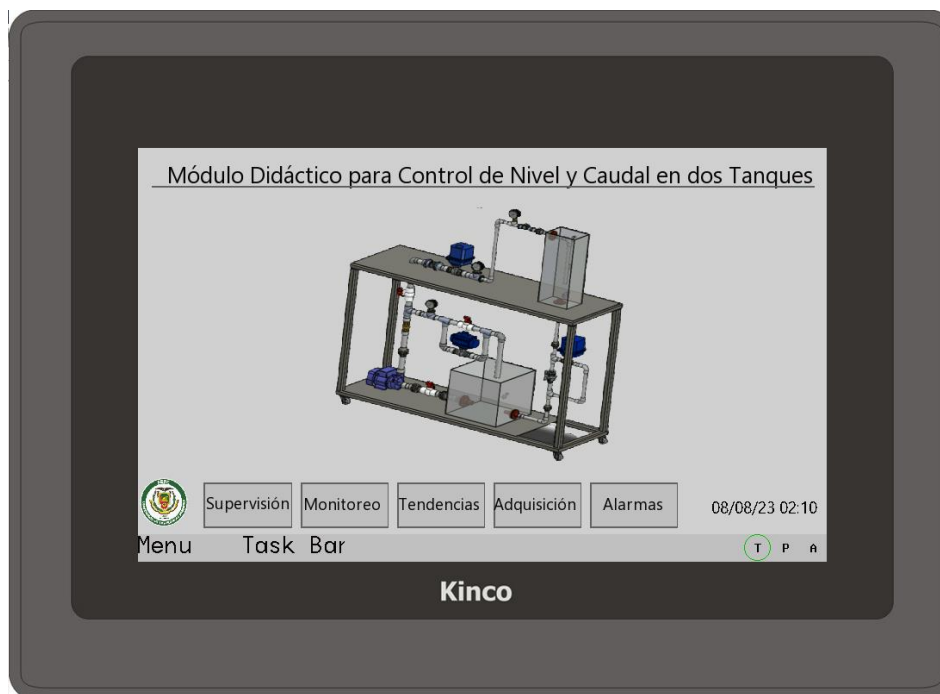 Módulo Didáctico para Control de Nivel y Caudal en dos Tanques
Supervisión Monitoreo Tendencias Adquisición Alarmas 08/08/23 02:10
Menu Task Bar T P A
Kinco